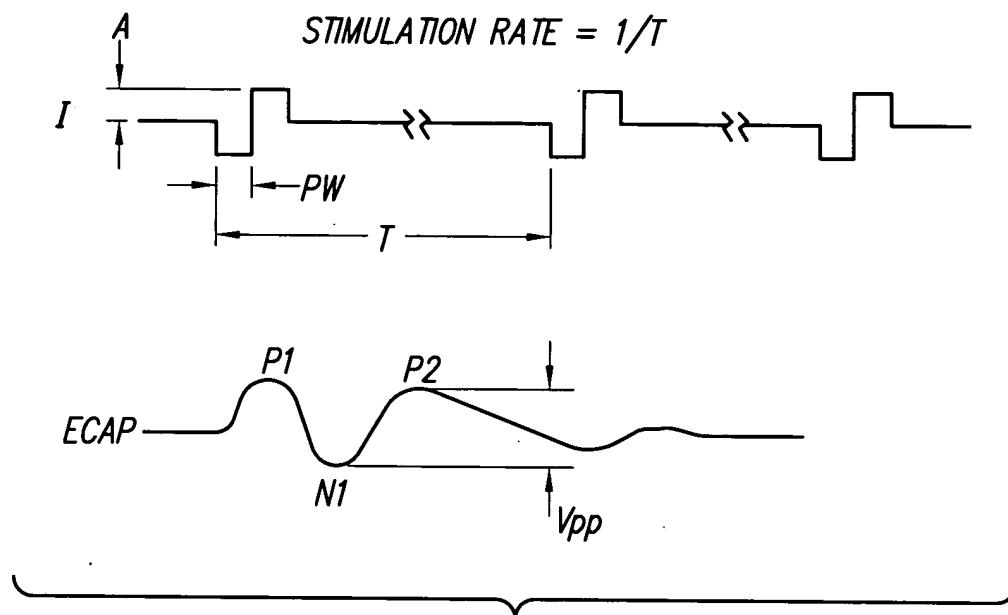 A
STIMULATION RATE = 1/T
I
PW
T
P1
P2
ECAP
N1
Vpp